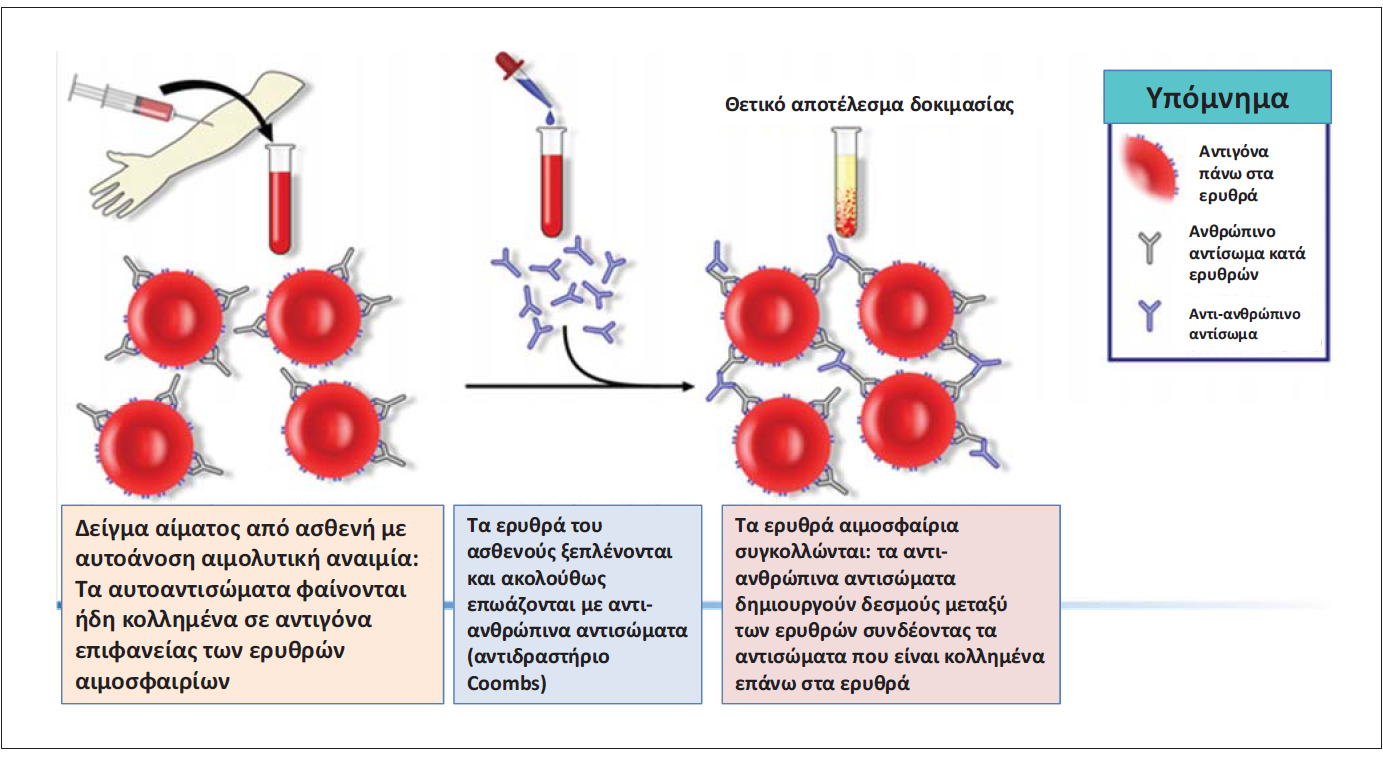 Θετικό αποτέλεσμα δοκιμασίας
Υπόμνημα
Αντιγόνα
πάνω στα
ερυθρά
Ανθρώπινο
αντίσωμα κατά
ερυθρών
Αντι-ανθρώπινο
αντίσωμα
Δείγμα αίματος από ασθενή με
αυτοάνοση αιμολυτική αναιμία:
Τα αυτοαντισώματα φαίνονται
ήδη κολλημένα σε αντιγόνα
επιφανείας των ερυθρών
αιμοσφαιρίων
Τα ερυθρά του
ασθενούς ξεπλένονται
και ακολούθως
επωάζονται με αντι-
ανθρώπινα αντισώματα
(αντιδραστήριο
Coombs)
Τα ερυθρά αιμοσφαίρια
συγκολλώνται: τα αντι-
ανθρώπινα αντισώματα
δημιουργούν δεσμούς μεταξύ
των ερυθρών συνδέοντας τα
αντισώματα που είναι κολλημένα
επάνω στα ερυθρά